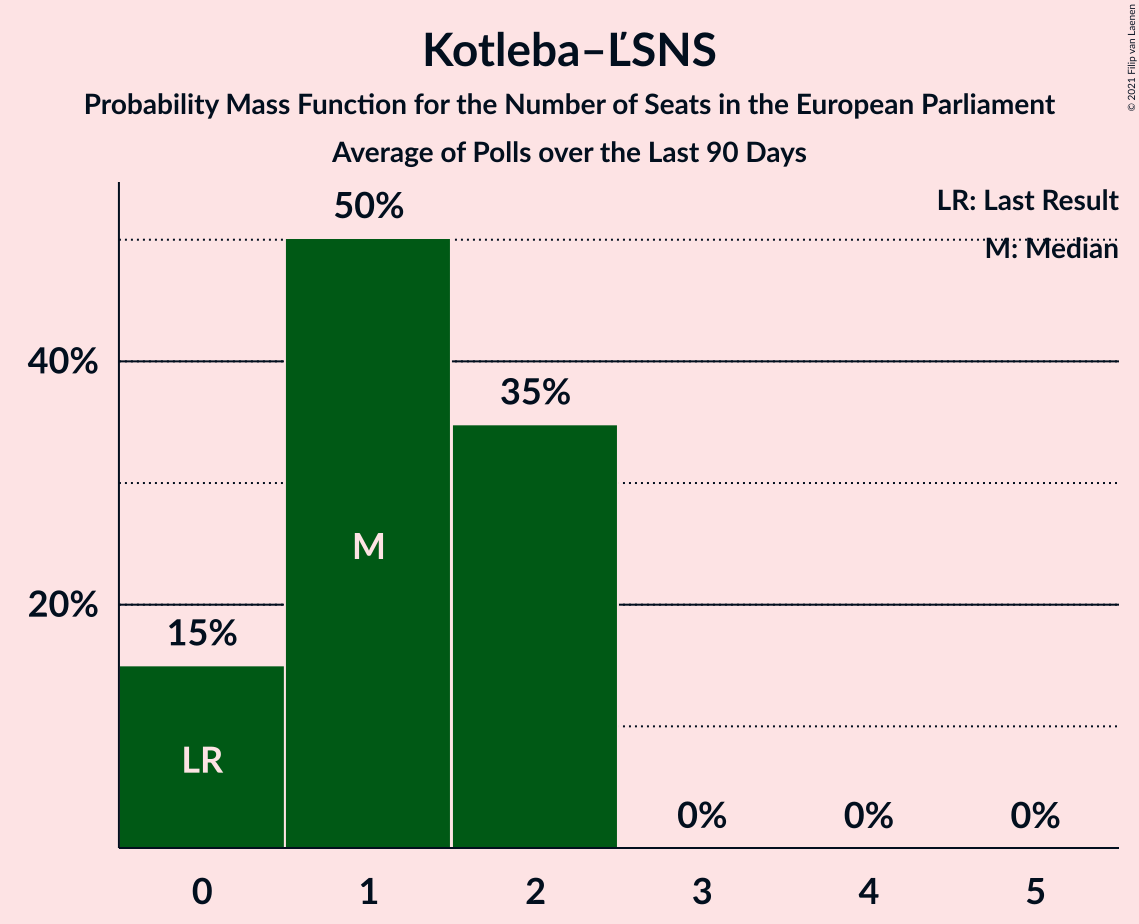 Kotleba–ĽSNS
Probability Mass Function for the Number of Seats in the European Parliament
Average of Polls over the Last 90 Days
© 2021 Filip van Laenen
LR: Last Result
M: Median
50%
40%
35%
20%
15%
M
LR
0% 0% 0%
0 1 2 3 4 5